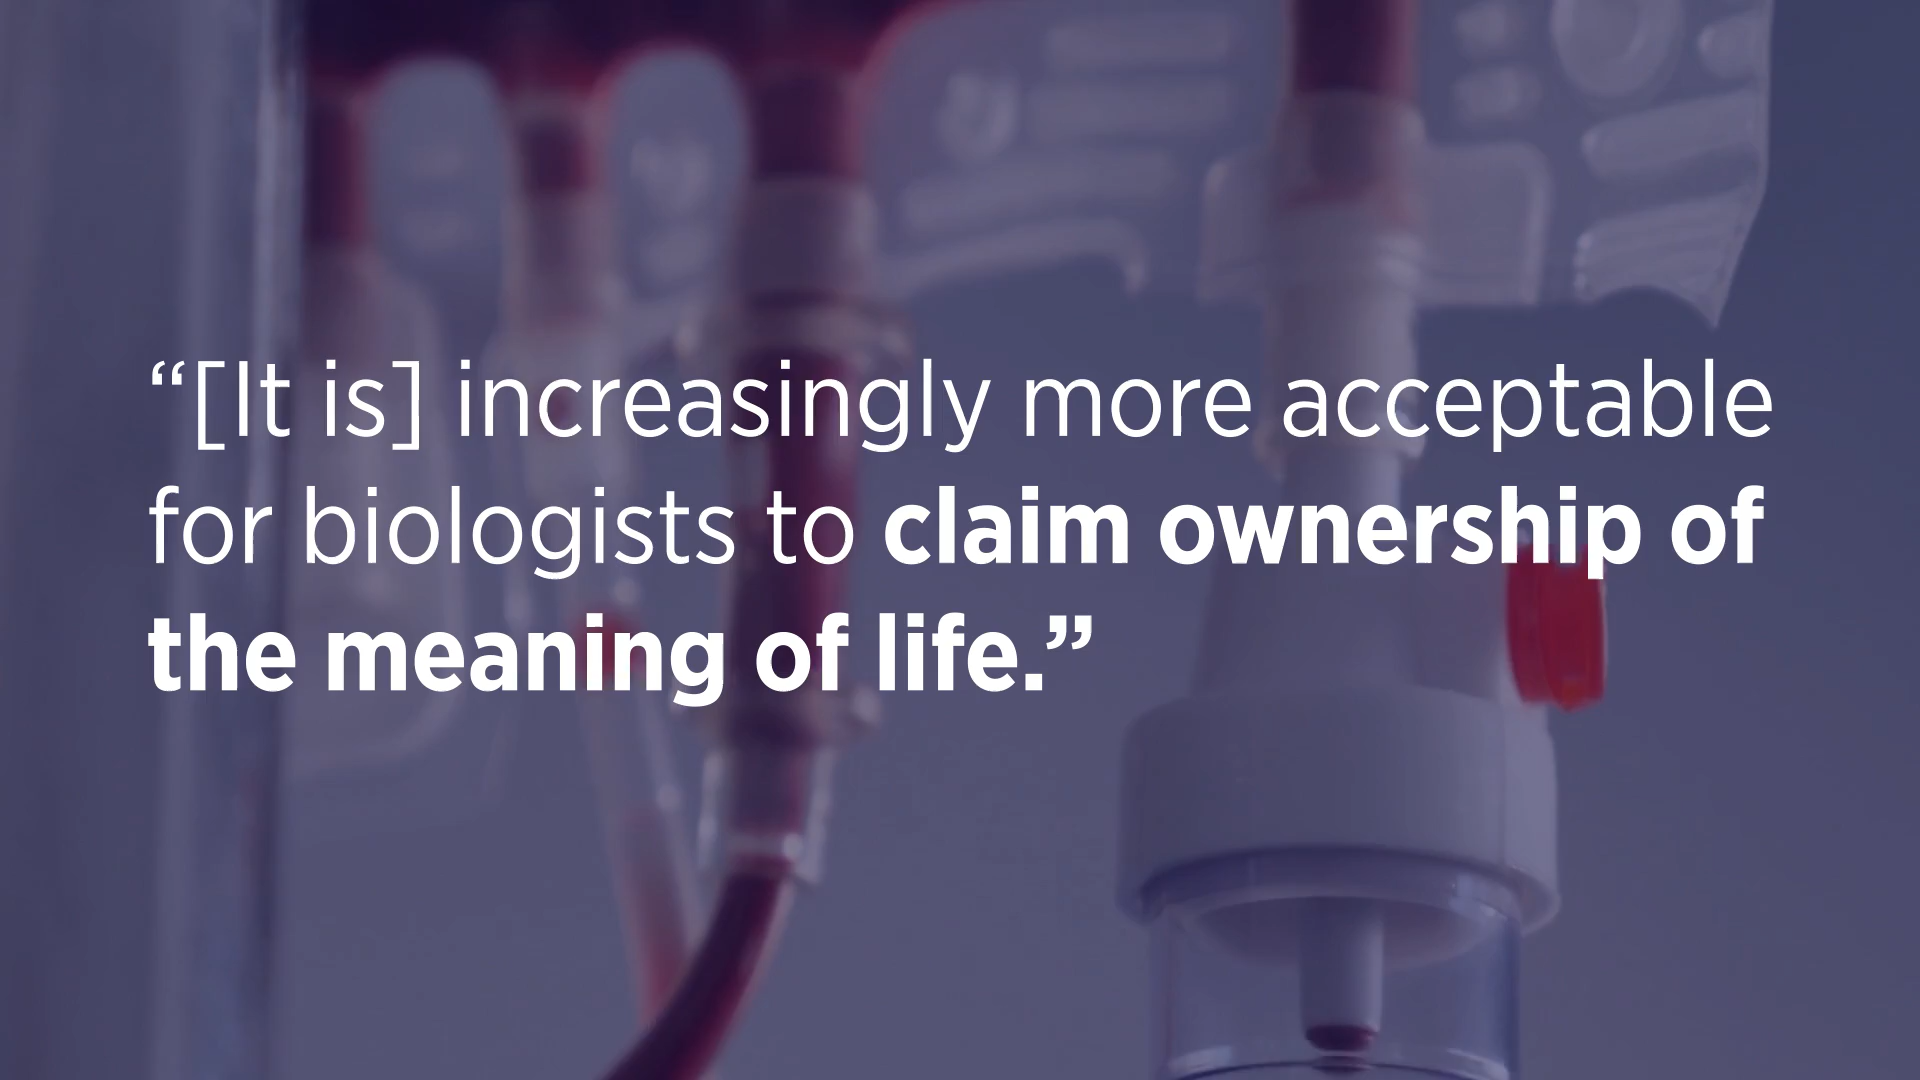 “[It is] increasingly more acceptable
for biologists to claim ownership of
the meaning of life.”